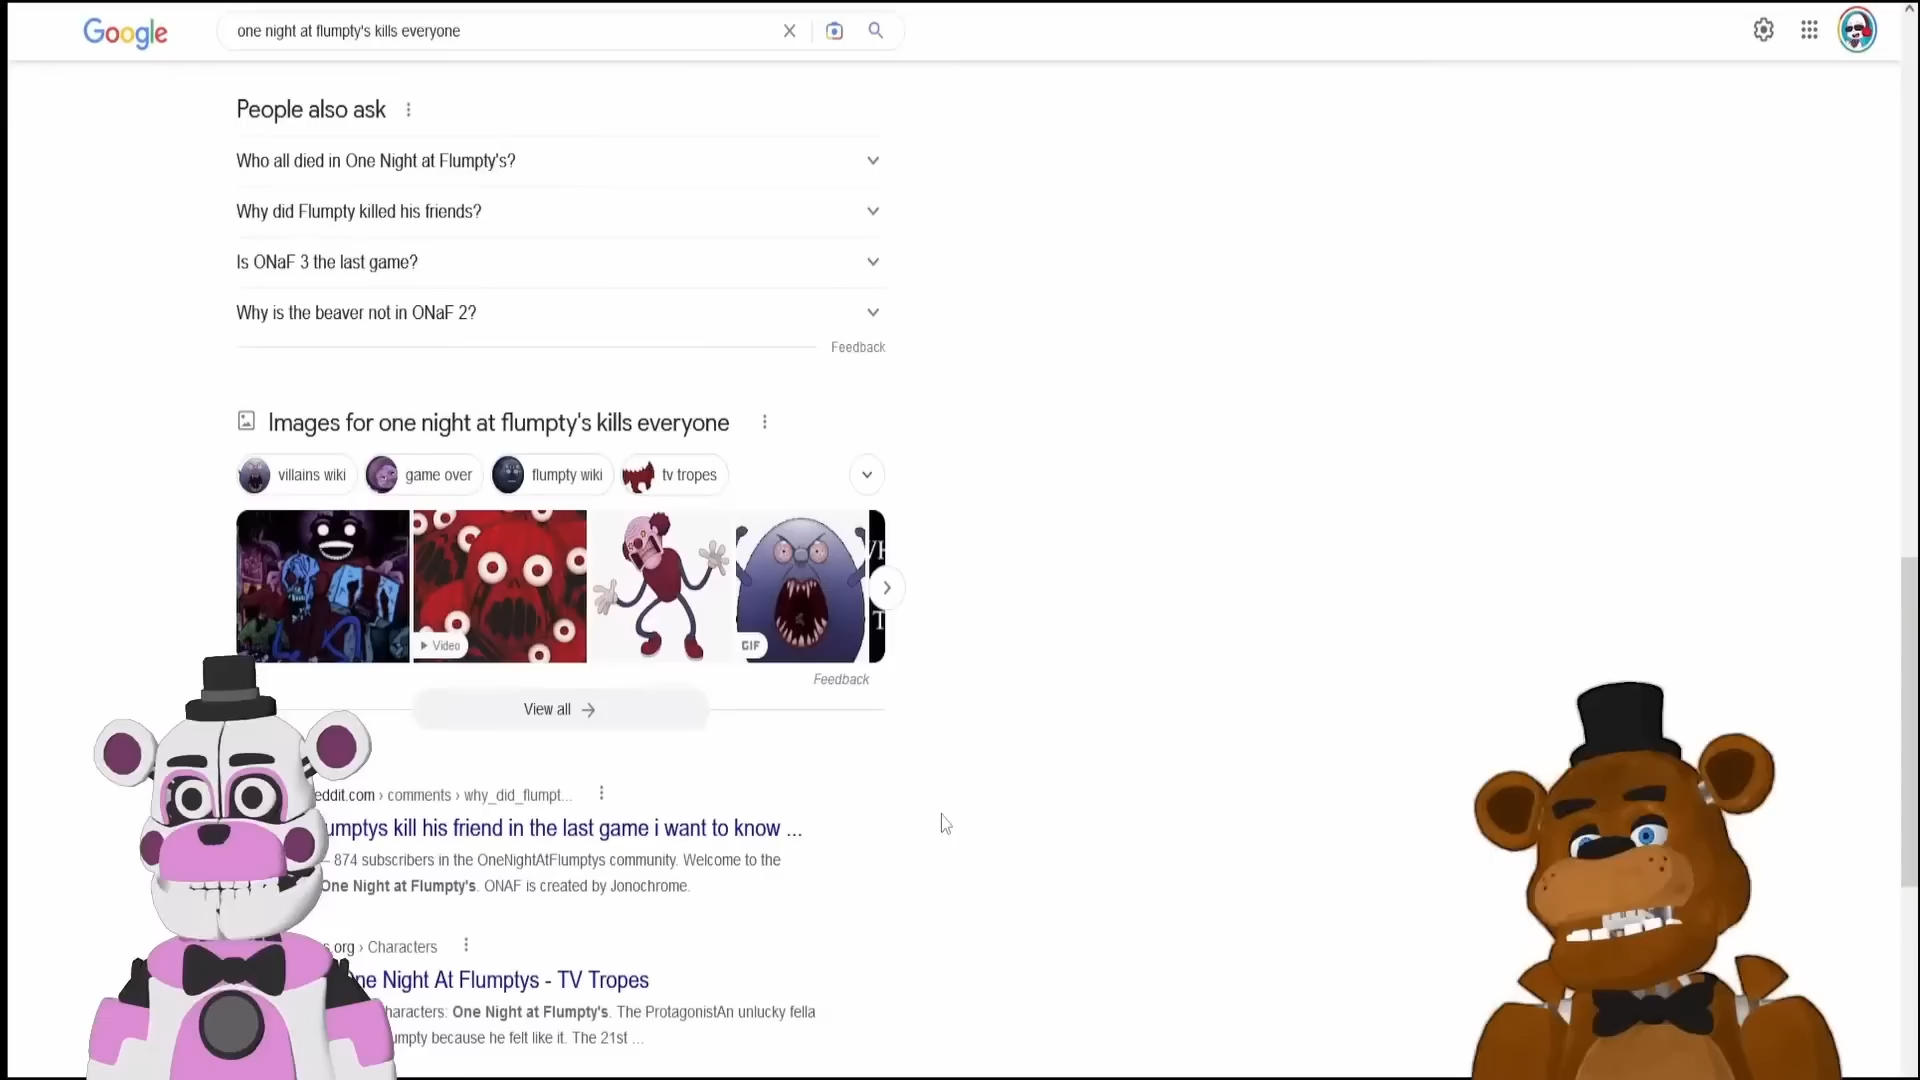 Google
one night at flumpty's kills everyone
People also ask
Who all died in One Night at Flumpty's?
Why did Flumpty killed his friends?
Is ONaF 3 the last game?
Why is the beaver not in ONaF 2?
Feedback
Images for one night at flumpty's kills everyone
villains wiki
game over
flumpty wiki
tv tropes
Video
GIF
Feedback
View all
eddit.com › comments › why_did_flumpt...
umptys kill his friend in the last game i want to know ...
– 874 subscribers in the OneNightAtFlumptys community. Welcome to the
One Night at Flumpty's. ONAF is created by Jonochrome.
s.org › Characters
ne Night At Flumptys - TV Tropes
haracters: One Night at Flumpty's. The ProtagonistAn unlucky fella
umpty because he felt like it. The 21st ...